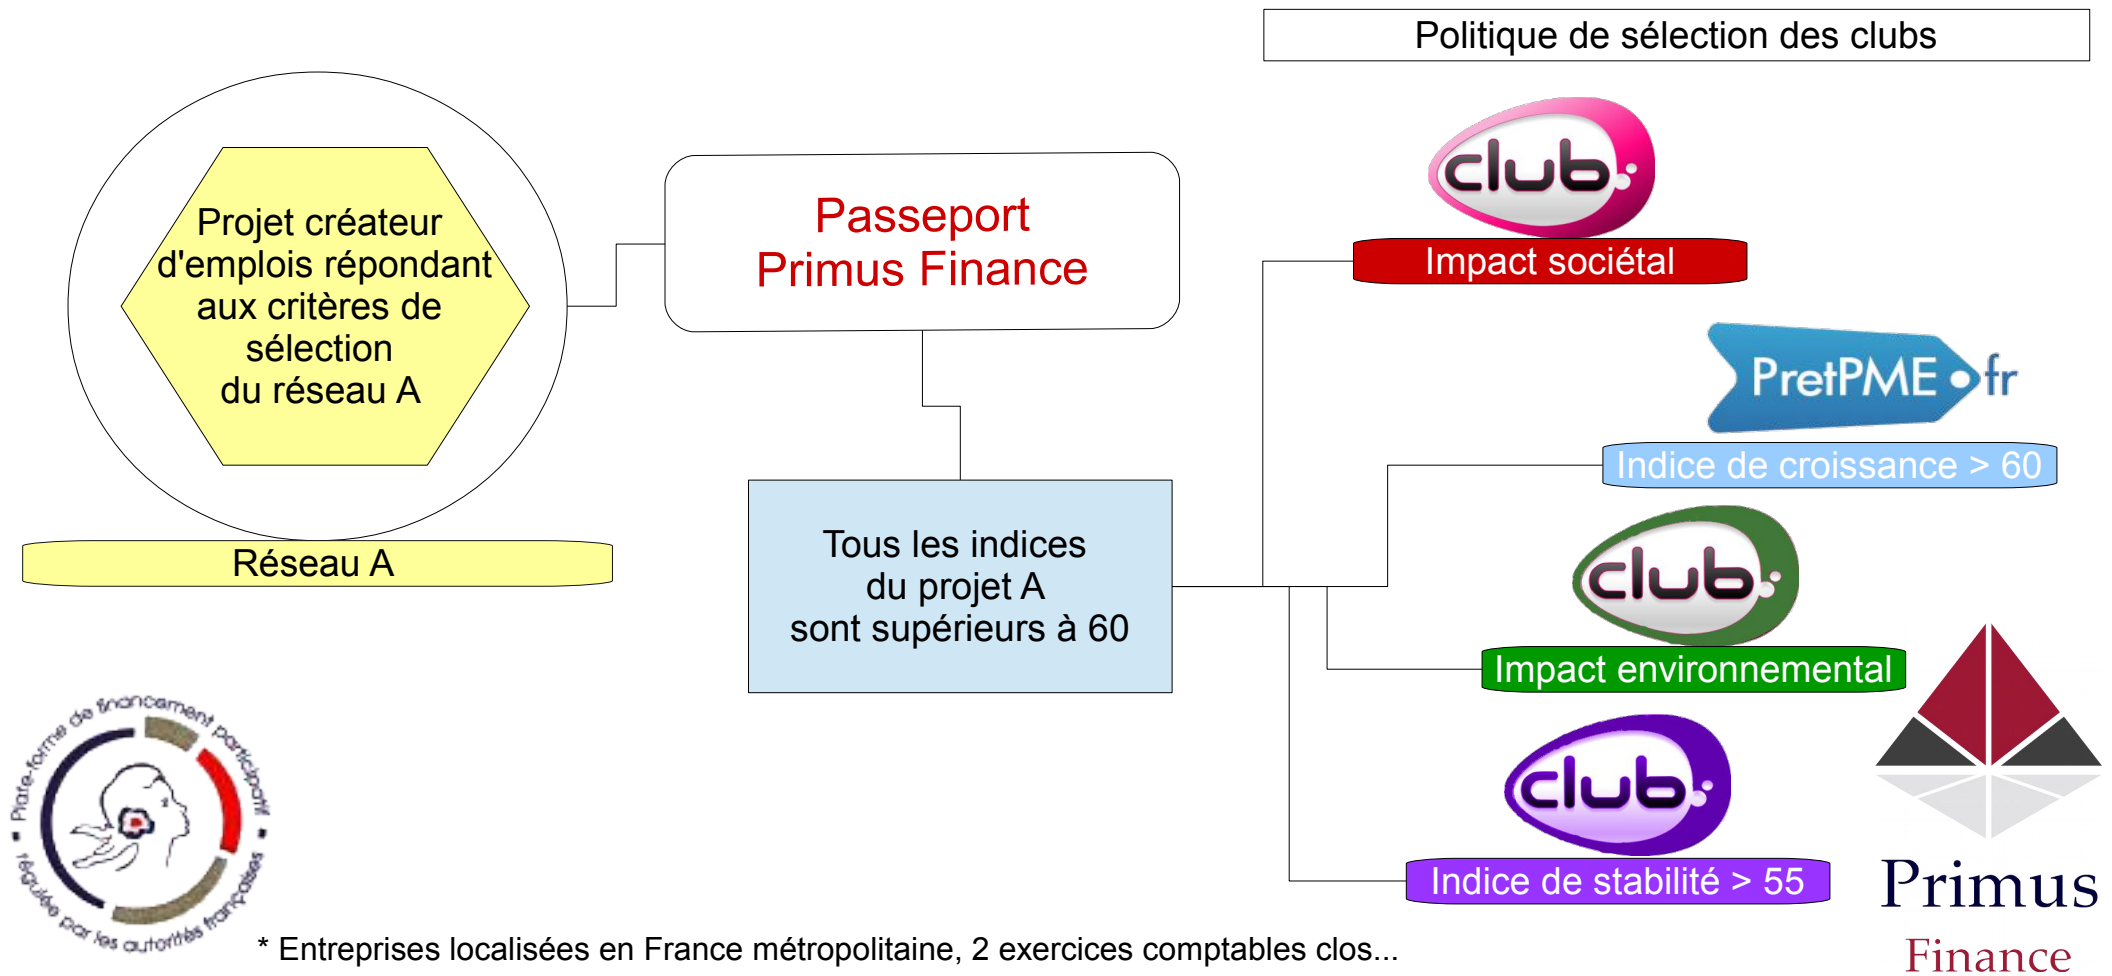 Politique de sélection des clubs
Projet créateur
d'emplois répondant
aux critères de
sélection
du réseau A
Réseau A
Passeport
Primus Finance
Tous les indices
du projet A
sont supérieurs à 60
club
Impact sociétal
PretPME fr
Indice de croissance > 60
club
Impact environnemental
club
Indice de stabilité > 55
Plate-forme de financement participatif
régulée par les autorités françaises
Primus
Finance
* Entreprises localisées en France métropolitaine, 2 exercices comptables clos...